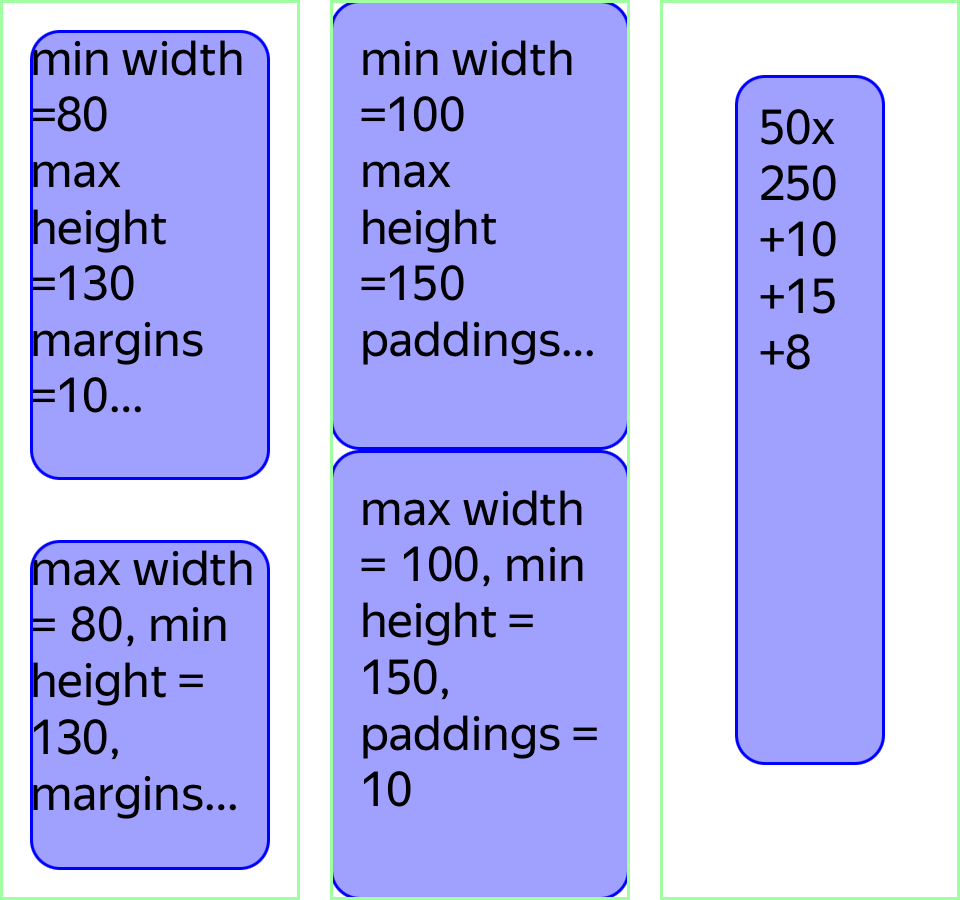 min width
=80
max
height
=130
margins
=10...
max width
= 80, min
height =
130,
margins...
min width
=100
max
height
=150
paddings...
max width
= 100, min
height =
150,
paddings =
10
50x
250
+10
+15
+8